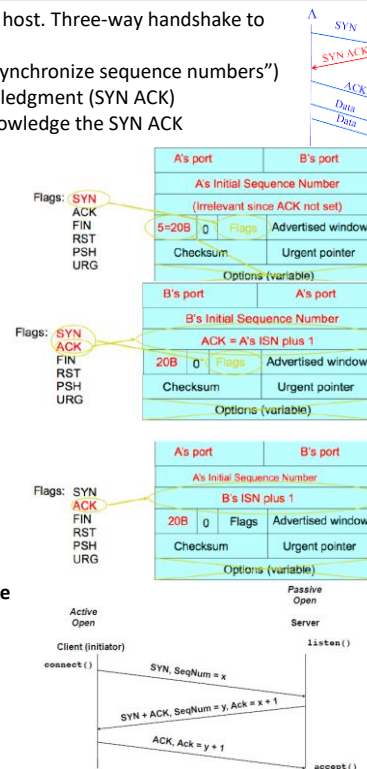 host. Three-way handshake to
ynchronize sequence numbers”)
ledgment (SYN ACK)
owledge the SYN ACK
SYN
SYN ACK
ACK
Data
Data
A's port B's port
A's Initial Sequence Number
(Irrelevant since ACK not set)
5=20B 0 Flags Advertised window
Checksum Urgent pointer
Options (variable)
Flags: SYN
ACK
FIN
RST
PSH
URG
B's port A's port
B's Initial Sequence Number
ACK = A's ISN plus 1
20B 0 Flags Advertised window
Checksum Urgent pointer
Options (variable)
Flags: SYN
ACK
FIN
RST
PSH
URG
A's port B's port
A's Initial Sequence Number
B's ISN plus 1
20B 0 Flags Advertised window
Checksum Urgent pointer
Options (variable)
Flags: SYN
ACK
FIN
RST
PSH
URG
Active
Open
Passive
Open
Client (initiator)
Server
connect()
listen()
SYN, SeqNum = x
SYN + ACK, SeqNum = y, Ack = x + 1
ACK, Ack = y + 1
accept()